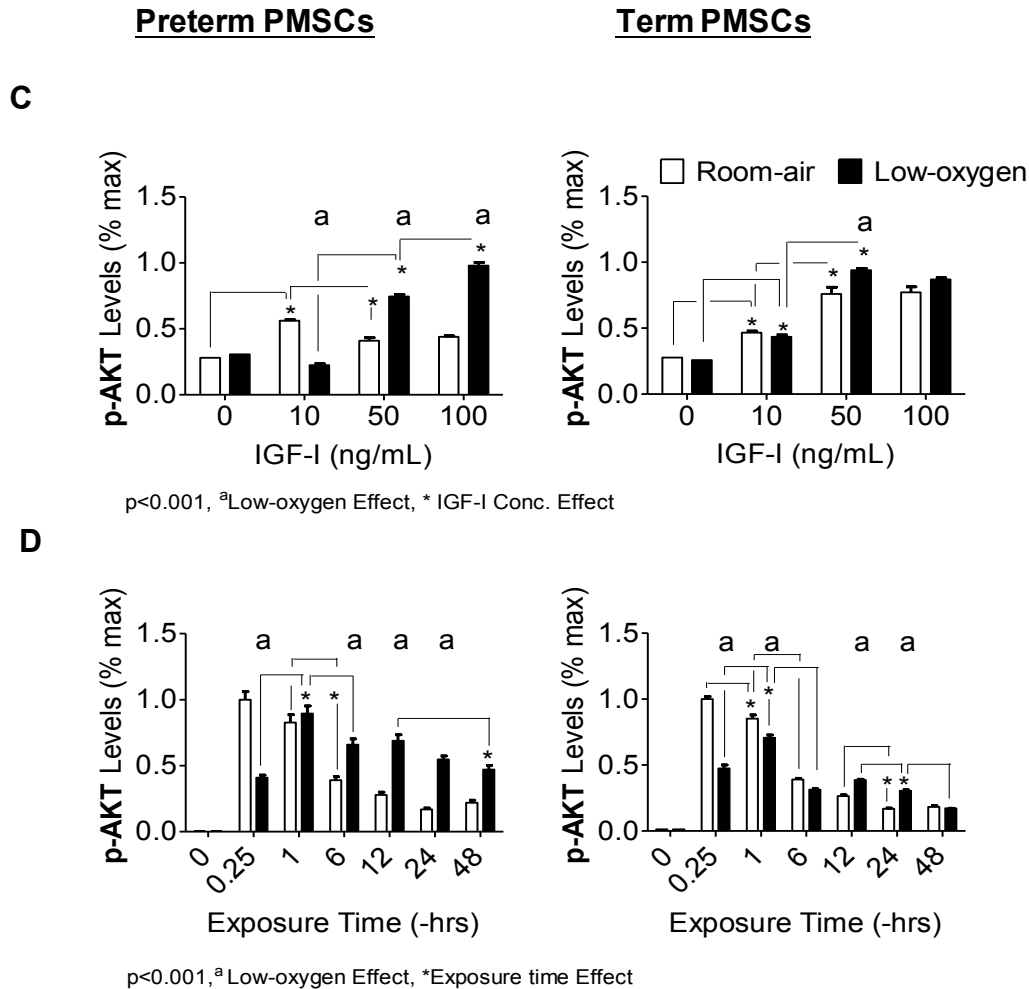 Preterm PMSCs
Term PMSCs
C
p-AKT Levels (% max)
1.5
1.0
0.5
0.0
a a a
* * * *
0 10 50 100
IGF-I (ng/mL)
p-AKT Levels (% max)
1.5
1.0
0.5
0.0
Room-air Low-oxygen
a
* * * *
0 10 50 100
IGF-I (ng/mL)
p<0.001, ᵃLow-oxygen Effect, * IGF-I Conc. Effect
D
p-AKT Levels (% max)
1.5
1.0
0.5
0.0
a a a a
* * *
0 0.25 1 6 12 24 48
Exposure Time (-hrs)
p-AKT Levels (% max)
1.5
1.0
0.5
0.0
a a a a
* * * *
0 0.25 1 6 12 24 48
Exposure Time (-hrs)
p<0.001,ᵃ Low-oxygen Effect, *Exposure time Effect